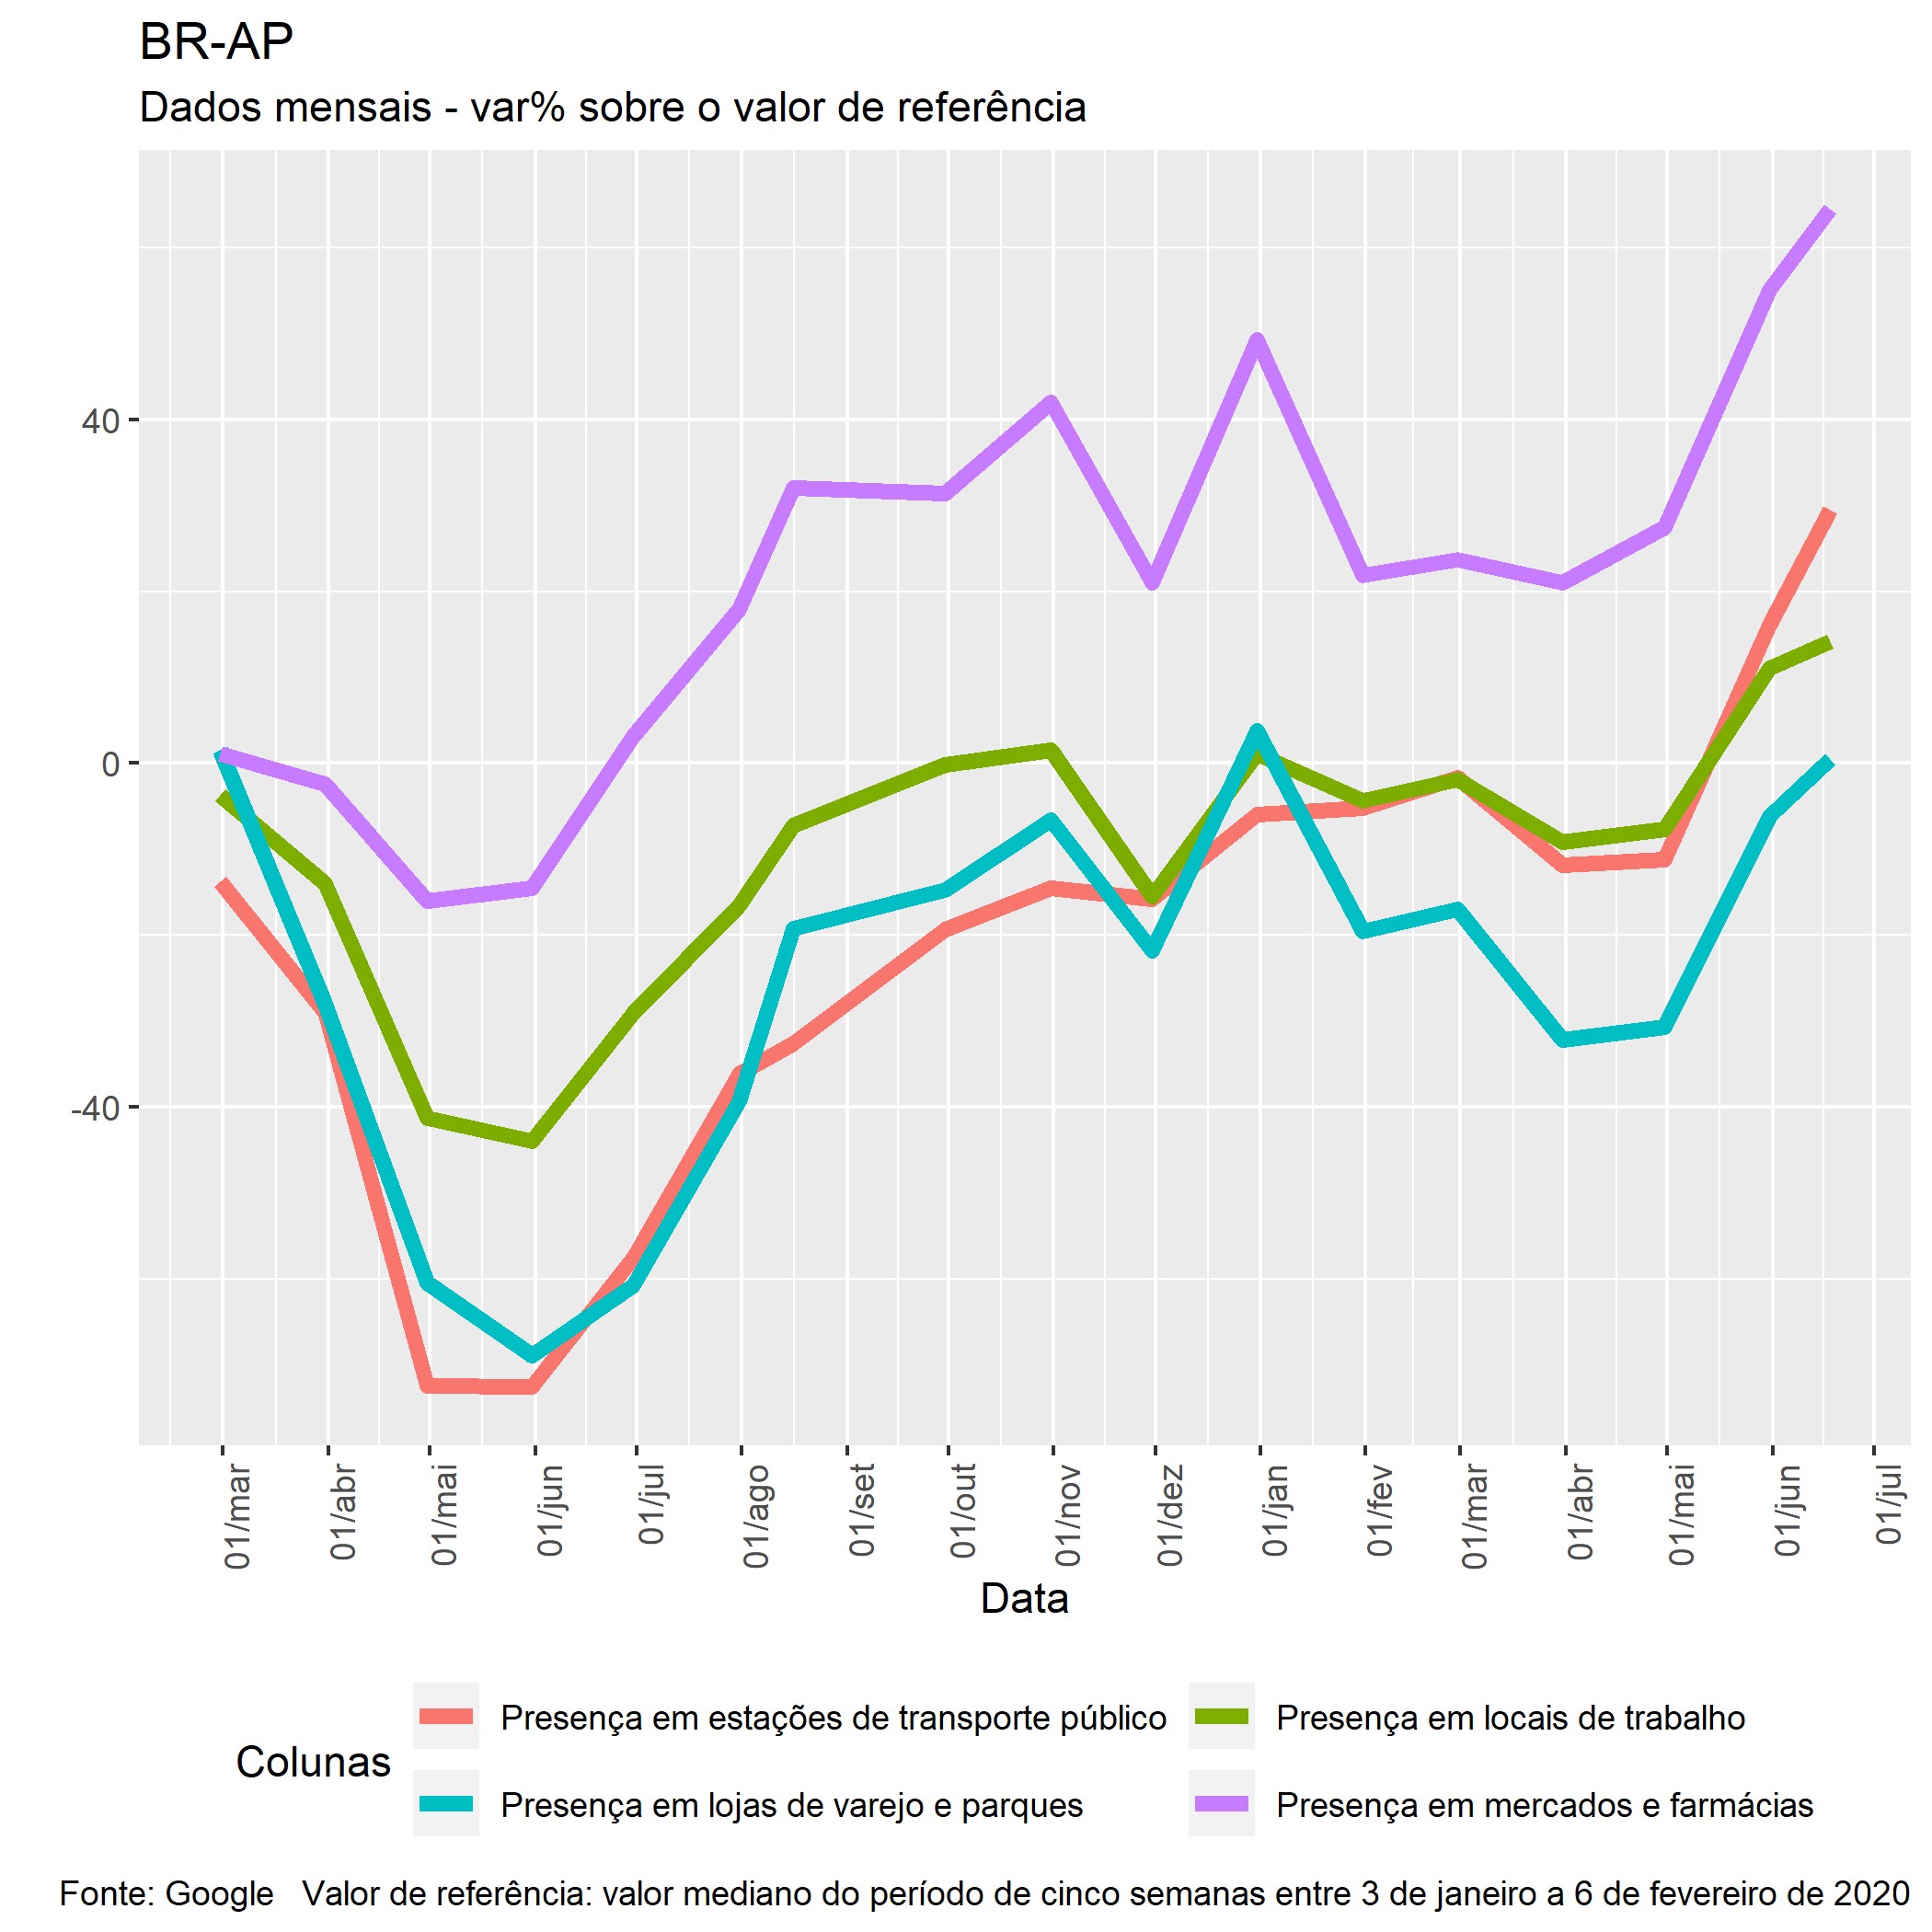 BR-AP
Dados mensais - var% sobre o valor de referência
40
0
-40
01/mar
01/abr
01/mai
01/jun
01/jul
01/ago
01/set
01/out
01/nov
01/dez
01/jan
01/fev
01/mar
01/abr
01/mai
01/jun
01/jul
Data
Colunas
Presença em estações de transporte público
Presença em locais de trabalho
Presença em lojas de varejo e parques
Presença em mercados e farmácias
Fonte: Google   Valor de referência: valor mediano do período de cinco semanas entre 3 de janeiro a 6 de fevereiro de 2020